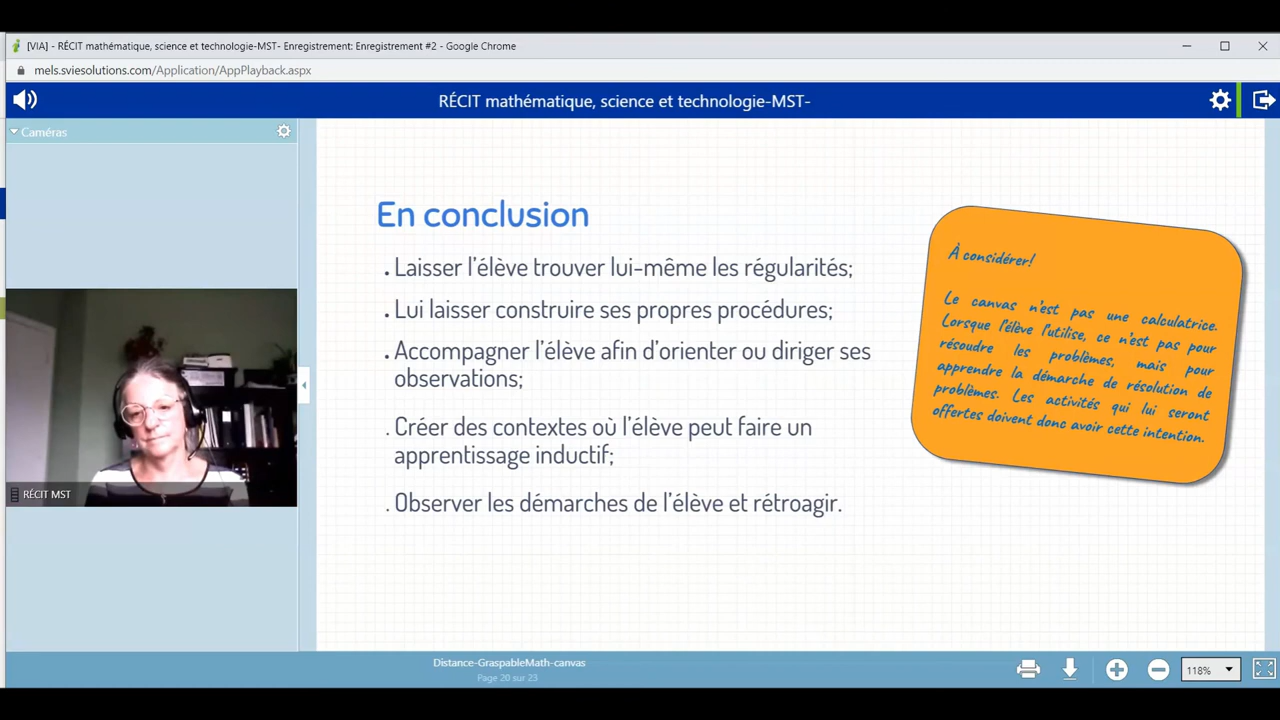 [VIA] - RÉCIT mathématique, science et technologie-MST- Enregistrement: Enregistrement #2 - Google Chrome
mels.sviesolutions.com/Application/AppPlayback.aspx
RÉCIT mathématique, science et technologie-MST-
Caméras
En conclusion
. Laisser l'élève trouver lui-même les régularités;
. Lui laisser construire ses propres procédures;
. Accompagner l'élève afin d'orienter ou diriger ses
observations;
. Créer des contextes où l'élève peut faire un
apprentissage inductif;
. Observer les démarches de l'élève et rétroagir.
À considérer!
Le canvas n'est pas une calculatrice.
Lorsque l'élève l'utilise, ce n'est pas pour
résoudre les problèmes, mais pour
apprendre la démarche de résolution de
problèmes. Les activités qui lui seront
offertes doivent donc avoir cette intention.
RÉCIT MST
Distance-GraspableMath-canvas
Page 20 sur 23
118%